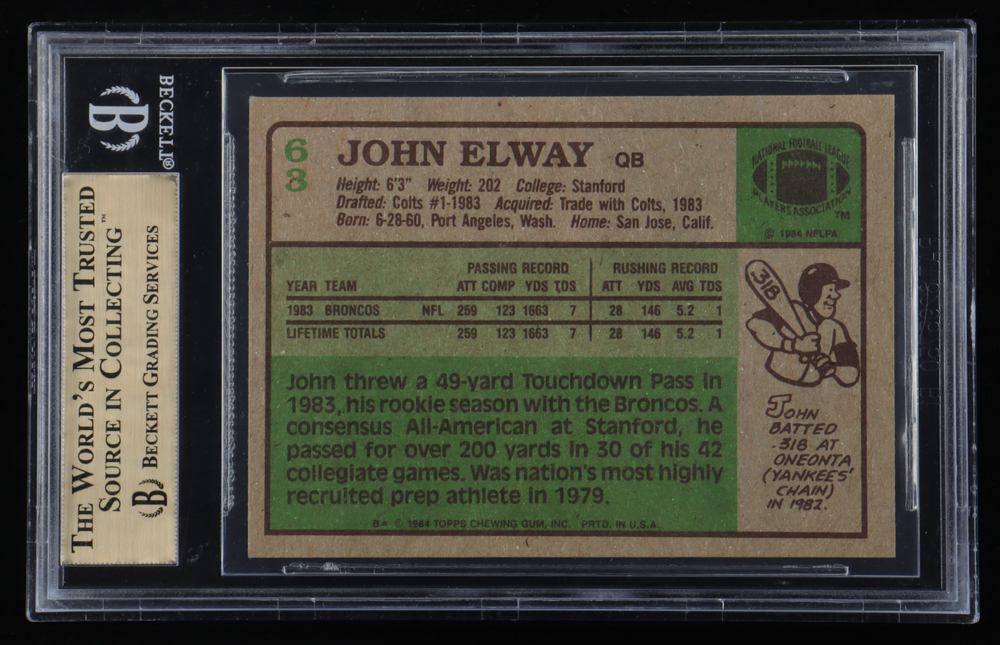 BECKETT®
B
THE WORLD'S MOST TRUSTED™
SOURCE IN COLLECTING
B BECKETT GRADING SERVICES
63
JOHN ELWAY QB
Height: 6'3" Weight: 202 College: Stanford
Drafted: Colts #1-1983 Acquired: Trade with Colts, 1983
Born: 6-28-60, Port Angeles, Wash. Home: San Jose, Calif.
NATIONAL FOOTBALL LEAGUE
PLAYERS ASSOCIATION
TM
© 1984 NFLPA
PASSING RECORD RUSHING RECORD
YEAR TEAM ATT COMP YDS TDS ATT YDS AVG TDS
1983 BRONCOS NFL 259 123 1663 7 28 146 5.2 1
LIFETIME TOTALS 259 123 1663 7 28 146 5.2 1
John threw a 49-yard Touchdown Pass in
1983, his rookie season with the Broncos. A
consensus All-American at Stanford, he
passed for over 200 yards in 30 of his 42
collegiate games. Was nation's most highly
recruited prep athlete in 1979.
B* © 1984 TOPPS CHEWING GUM, INC. PRTD. IN U.S.A.
318
JOHN
BATTED
.318 AT
ONEONTA
(YANKEES'
CHAIN)
IN 1982.